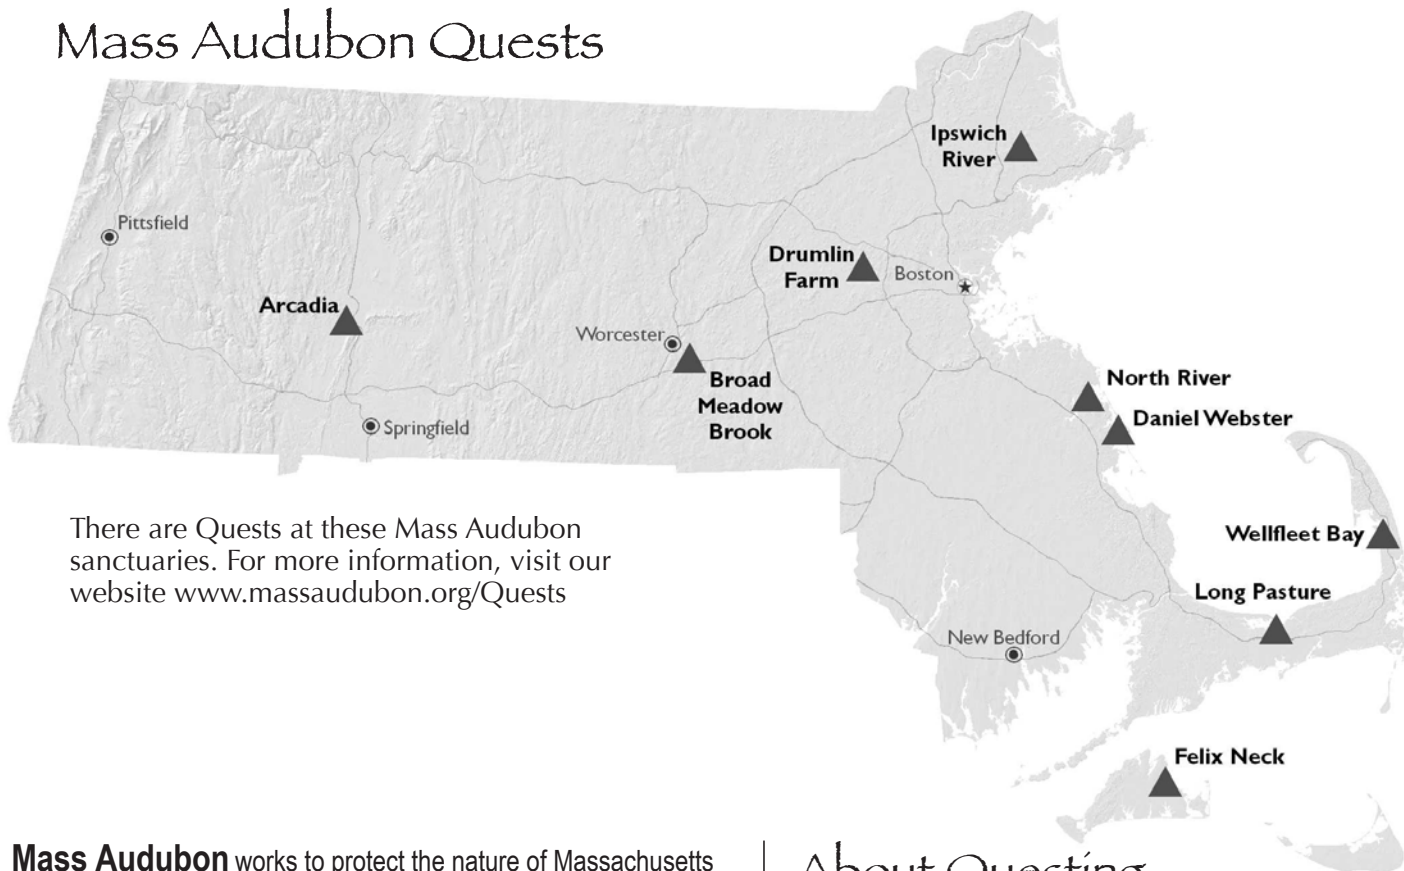 Mass Audubon Quests
Ipswich
River
Pittsfield
Drumlin
Farm
Boston
Arcadia
Worcester
Broad
Meadow
Brook
North River
Daniel Webster
Springfield
There are Quests at these Mass Audubon
sanctuaries. For more information, visit our
website www.massaudubon.org/Quests
Wellfleet Bay
Long Pasture
New Bedford
Felix Neck
Mass Audubon works to protect the nature of Massachusetts
About Questing